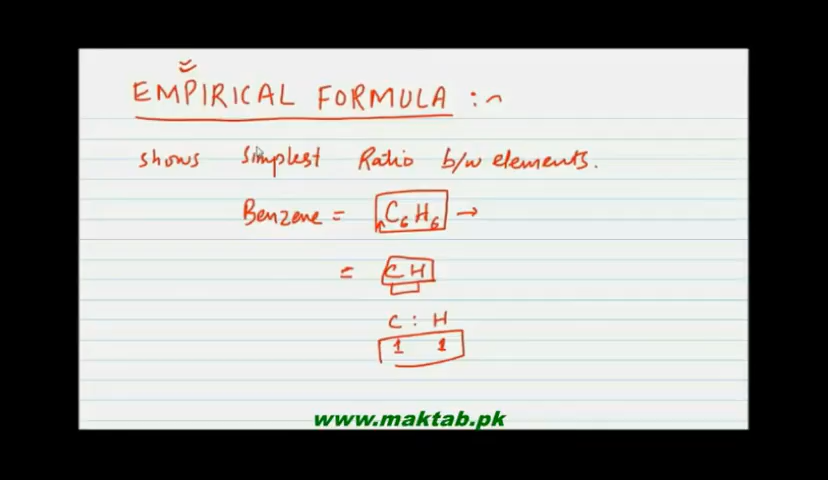 EMPIRICAL FORMULA :~
shows Simplest Ratio b/w elements.
Benzene = C₆H₆ →
= CH
C : H
1 1
www.maktab.pk